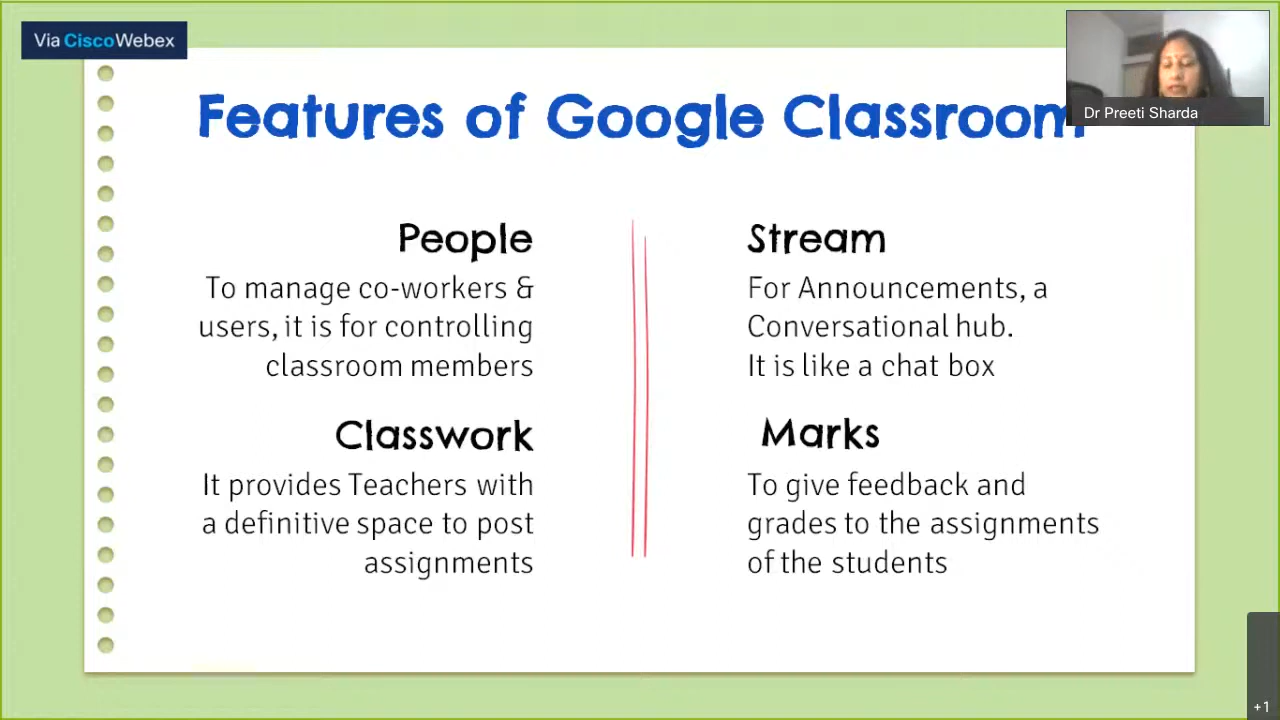 Via CiscoWebex
Dr Preeti Sharda
Features of Google Classroom
People
To manage co-workers &
users, it is for controlling
classroom members
Stream
For Announcements, a
Conversational hub.
It is like a chat box
Classwork
It provides Teachers with
a definitive space to post
assignments
Marks
To give feedback and
grades to the assignments
of the students
+1